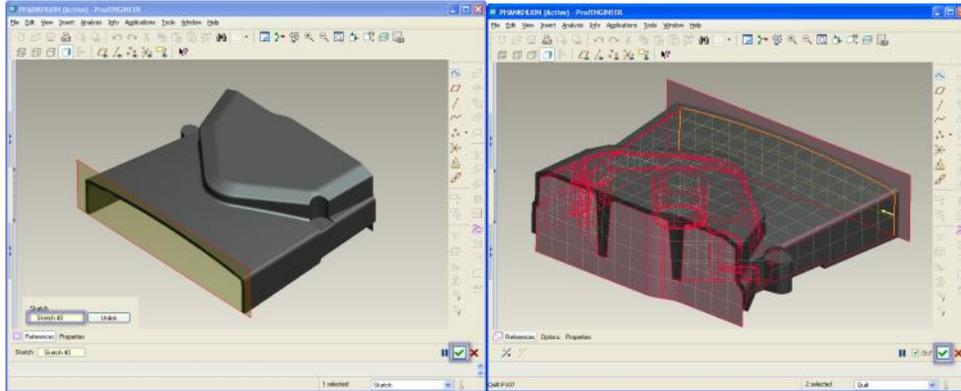 PHANKHUON (Active) - Pro/ENGINEER
File Edit View Insert Analysis Info Applications Tools Window Help
Sketch
Sketch 40 Unlink
References Properties
Sketch Sketch 40
1 selected Sketch
PHANKHUON (Active) - Pro/ENGINEER
File Edit View Insert Analysis Info Applications Tools Window Help
References Options Properties
2 selected Quilt